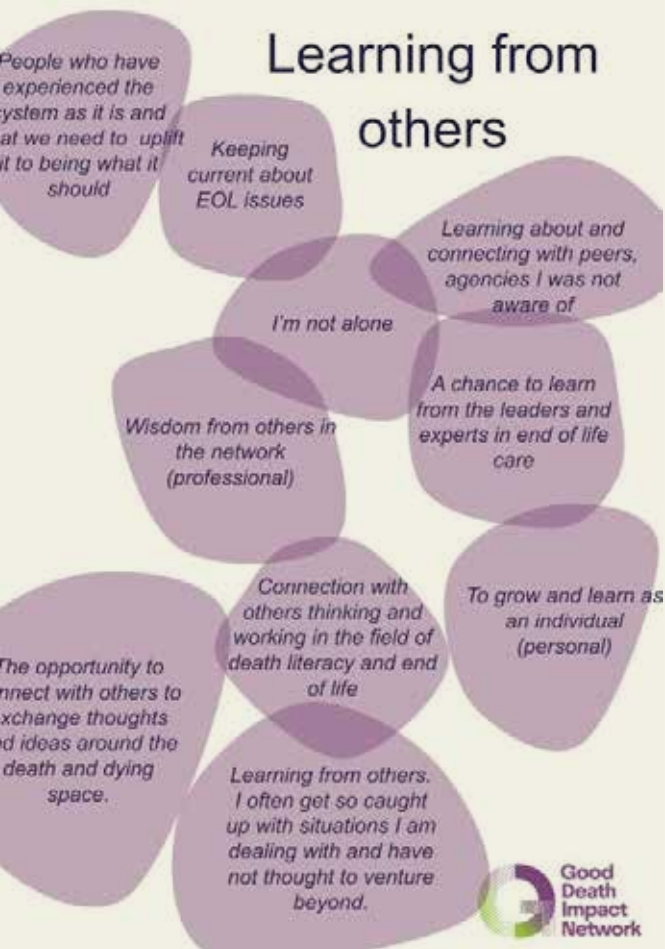 Learning from
others
People who have
experienced the
ystem as it is and
at we need to uplift
it to being what it
should
Keeping
current about
EOL issues
Learning about and
connecting with peers,
agencies I was not
aware of
I'm not alone
A chance to learn
from the leaders and
experts in end of life
care
Wisdom from others in
the network
(professional)
Connection with
others thinking and
working in the field of
death literacy and end
of life
To grow and learn as
an individual
(personal)
The opportunity to
nnect with others to
xchange thoughts
d ideas around the
death and dying
space.
Learning from others.
I often get so caught
up with situations I am
dealing with and have
not thought to venture
beyond.
Good
Death
Impact
Network